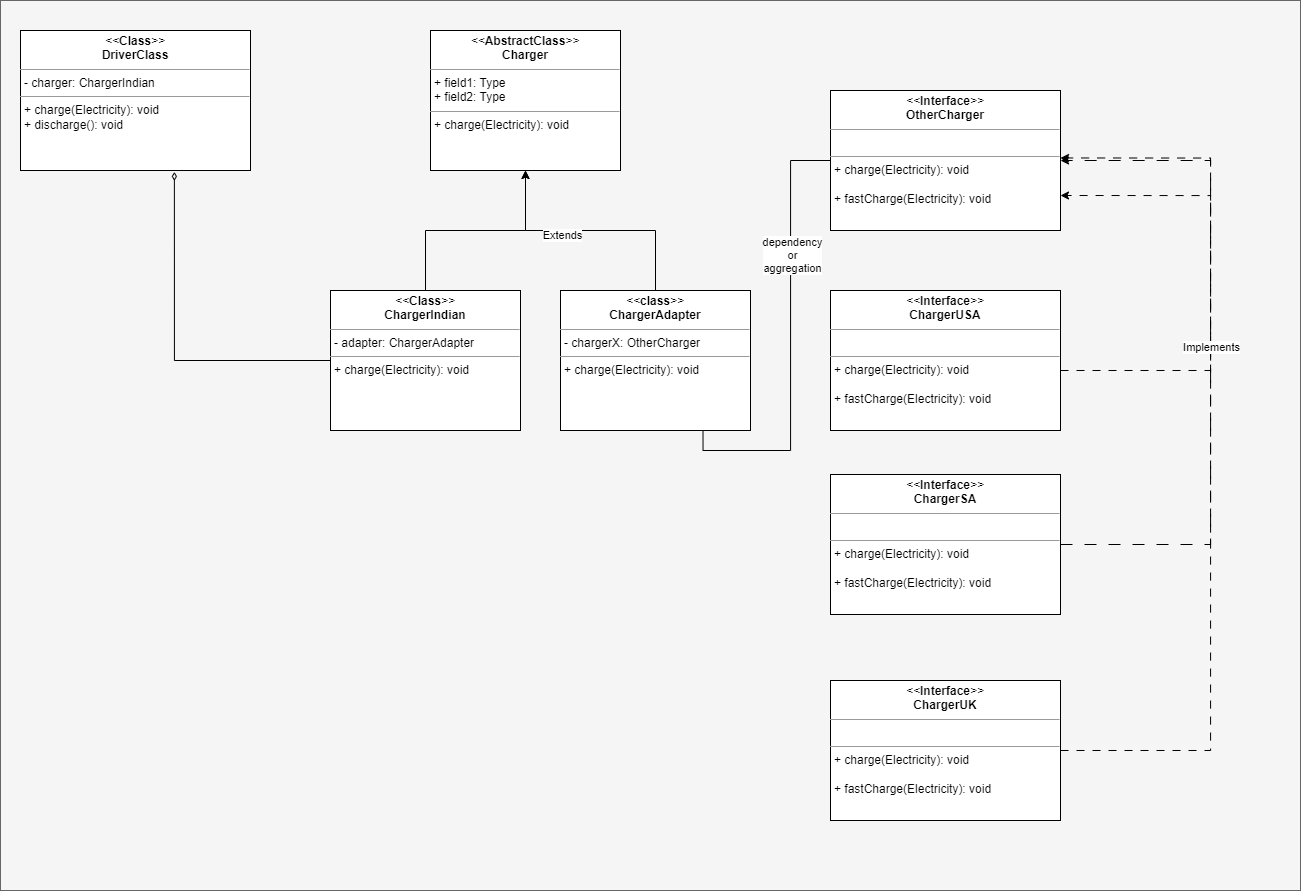 <<Class>>
DriverClass
- charger: ChargerIndian
+ charge(Electricity): void
+ discharge(): void
<<AbstractClass>>
Charger
+ field1: Type
+ field2: Type
+ charge(Electricity): void
<<Interface>>
OtherCharger
+ charge(Electricity): void
+ fastCharge(Electricity): void
Extends
dependency
or
aggregation
<<Class>>
ChargerIndian
- adapter: ChargerAdapter
+ charge(Electricity): void
<<class>>
ChargerAdapter
- chargerX: OtherCharger
+ charge(Electricity): void
<<Interface>>
ChargerUSA
+ charge(Electricity): void
+ fastCharge(Electricity): void
Implements
<<Interface>>
ChargerSA
+ charge(Electricity): void
+ fastCharge(Electricity): void
<<Interface>>
ChargerUK
+ charge(Electricity): void
+ fastCharge(Electricity): void